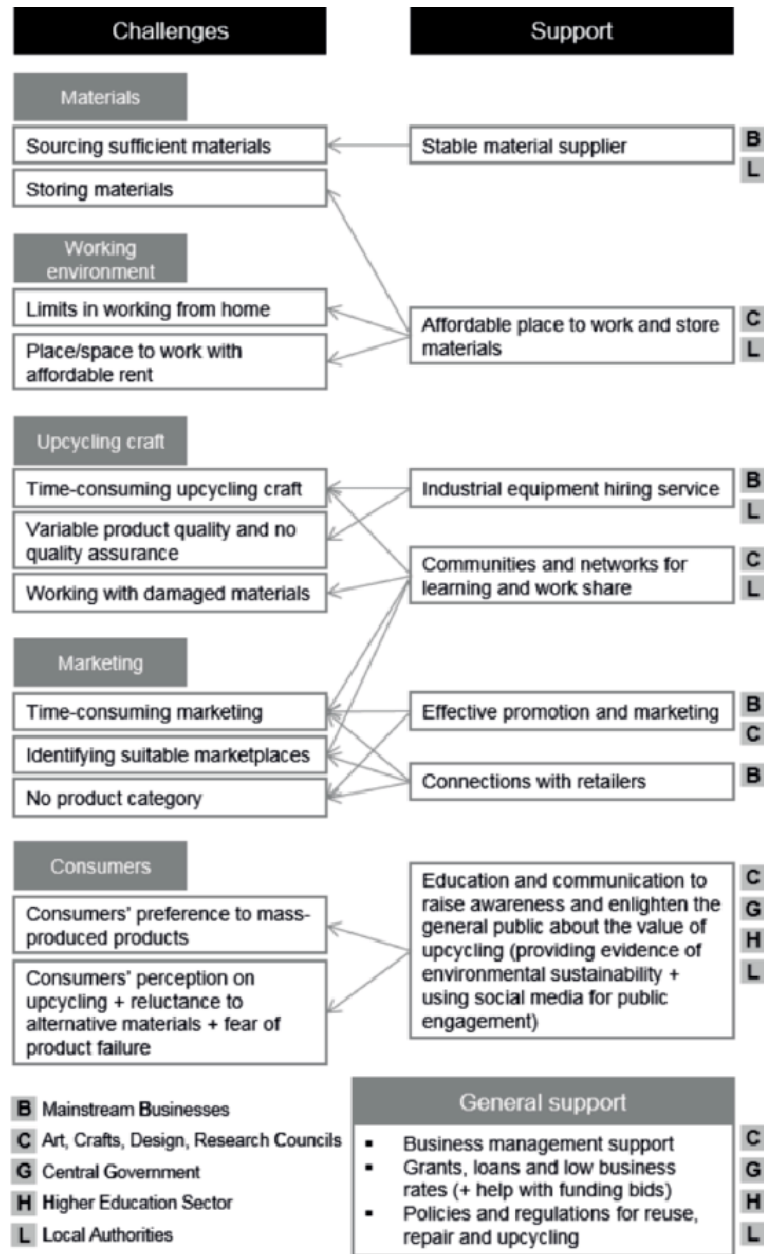 Challenges
Support
Materials
Sourcing sufficient materials
Stable material supplier
B
L
Storing materials
Working
environment
Limits in working from home
Place/space to work with
affordable rent
Affordable place to work and store
materials
C
L
Upcycling craft
Time-consuming upcycling craft
Industrial equipment hiring service
B
L
Variable product quality and no
quality assurance
Working with damaged materials
Communities and networks for
learning and work share
C
L
Marketing
Time-consuming marketing
Effective promotion and marketing
B
C
Identifying suitable marketplaces
No product category
Connections with retailers
B
Consumers
Consumers' preference to mass-
produced products
Consumers' perception on
upcycling + reluctance to
alternative materials + fear of
product failure
Education and communication to
raise awareness and enlighten the
general public about the value of
upcycling (providing evidence of
environmental sustainability +
using social media for public
engagement)
C
G
H
L
B Mainstream Businesses
C Art, Crafts, Design, Research Councils
G Central Government
H Higher Education Sector
L Local Authorities
General support
▪ Business management support
▪ Grants, loans and low business
rates (+ help with funding bids)
▪ Policies and regulations for reuse,
repair and upcycling
C
G
H
L